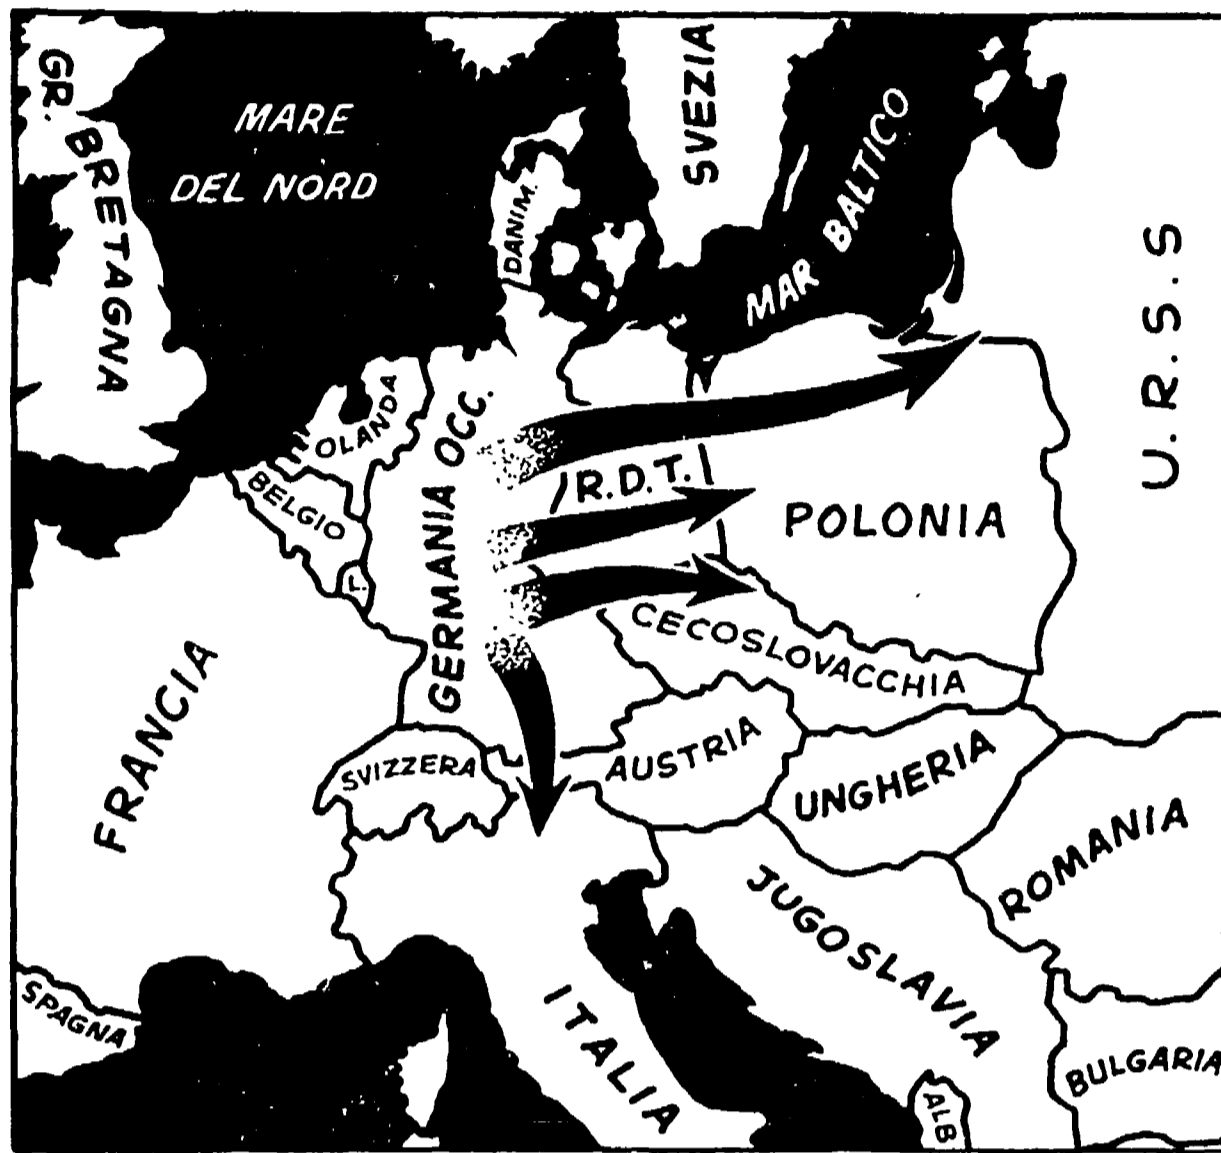 GR. BRETAGNA
MARE
DEL NORD
SVEZIA
MAR BALTICO
DANIM.
U.R.S.S
OLANDA
BELGIO
L.
GERMANIA OCC.
R.D.T.
POLONIA
CECOSLOVACCHIA
FRANCIA
SVIZZERA
AUSTRIA
UNGHERIA
ROMANIA
JUGOSLAVIA
ITALIA
SPAGNA
BULGARIA
ALB